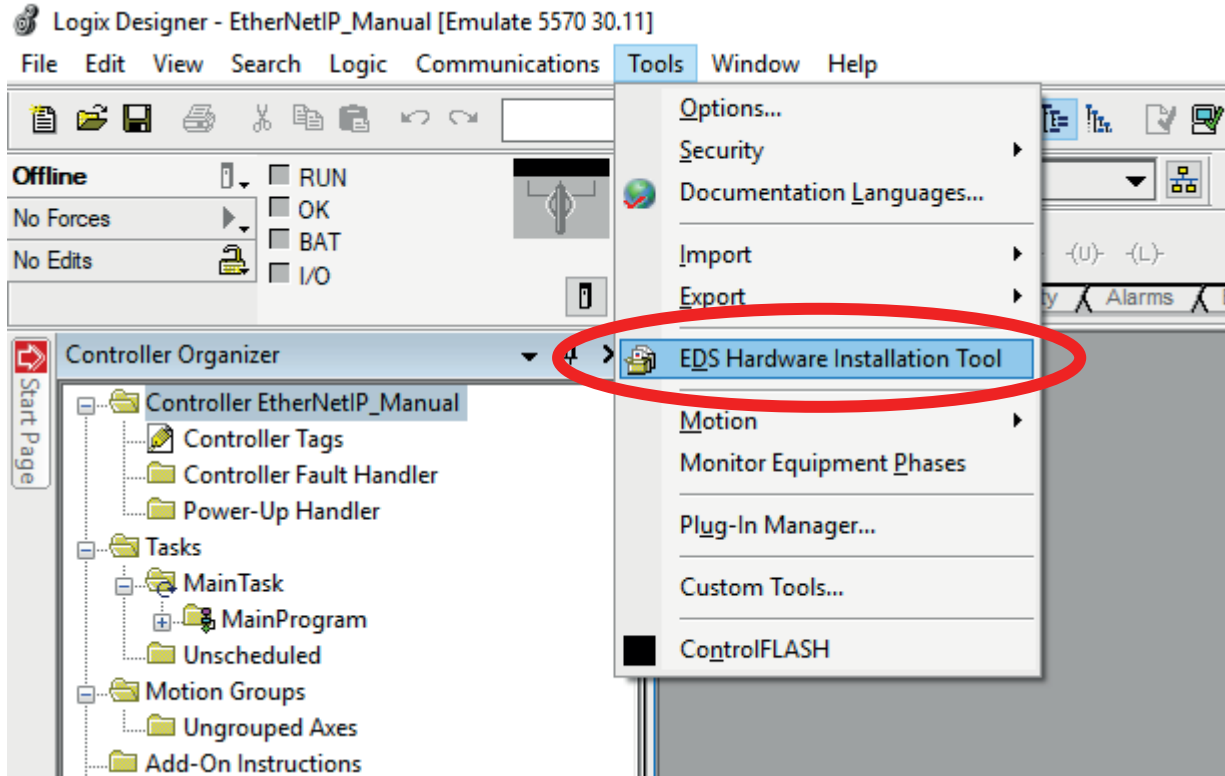 Logix Designer - EtherNetIP_Manual [Emulate 5570 30.11]
File Edit View Search Logic Communications Tools Window Help
Options...
Security
Documentation Languages...
Import
Export
EDS Hardware Installation Tool
Motion
Monitor Equipment Phases
Plug-In Manager...
Custom Tools...
ControlFLASH
Offline
RUN
No Forces
OK
BAT
No Edits
I/O
-(U)- -(L)-
Alarms
Start Page
Controller Organizer
Controller EtherNetIP_Manual
Controller Tags
Controller Fault Handler
Power-Up Handler
Tasks
MainTask
MainProgram
Unscheduled
Motion Groups
Ungrouped Axes
Add-On Instructions